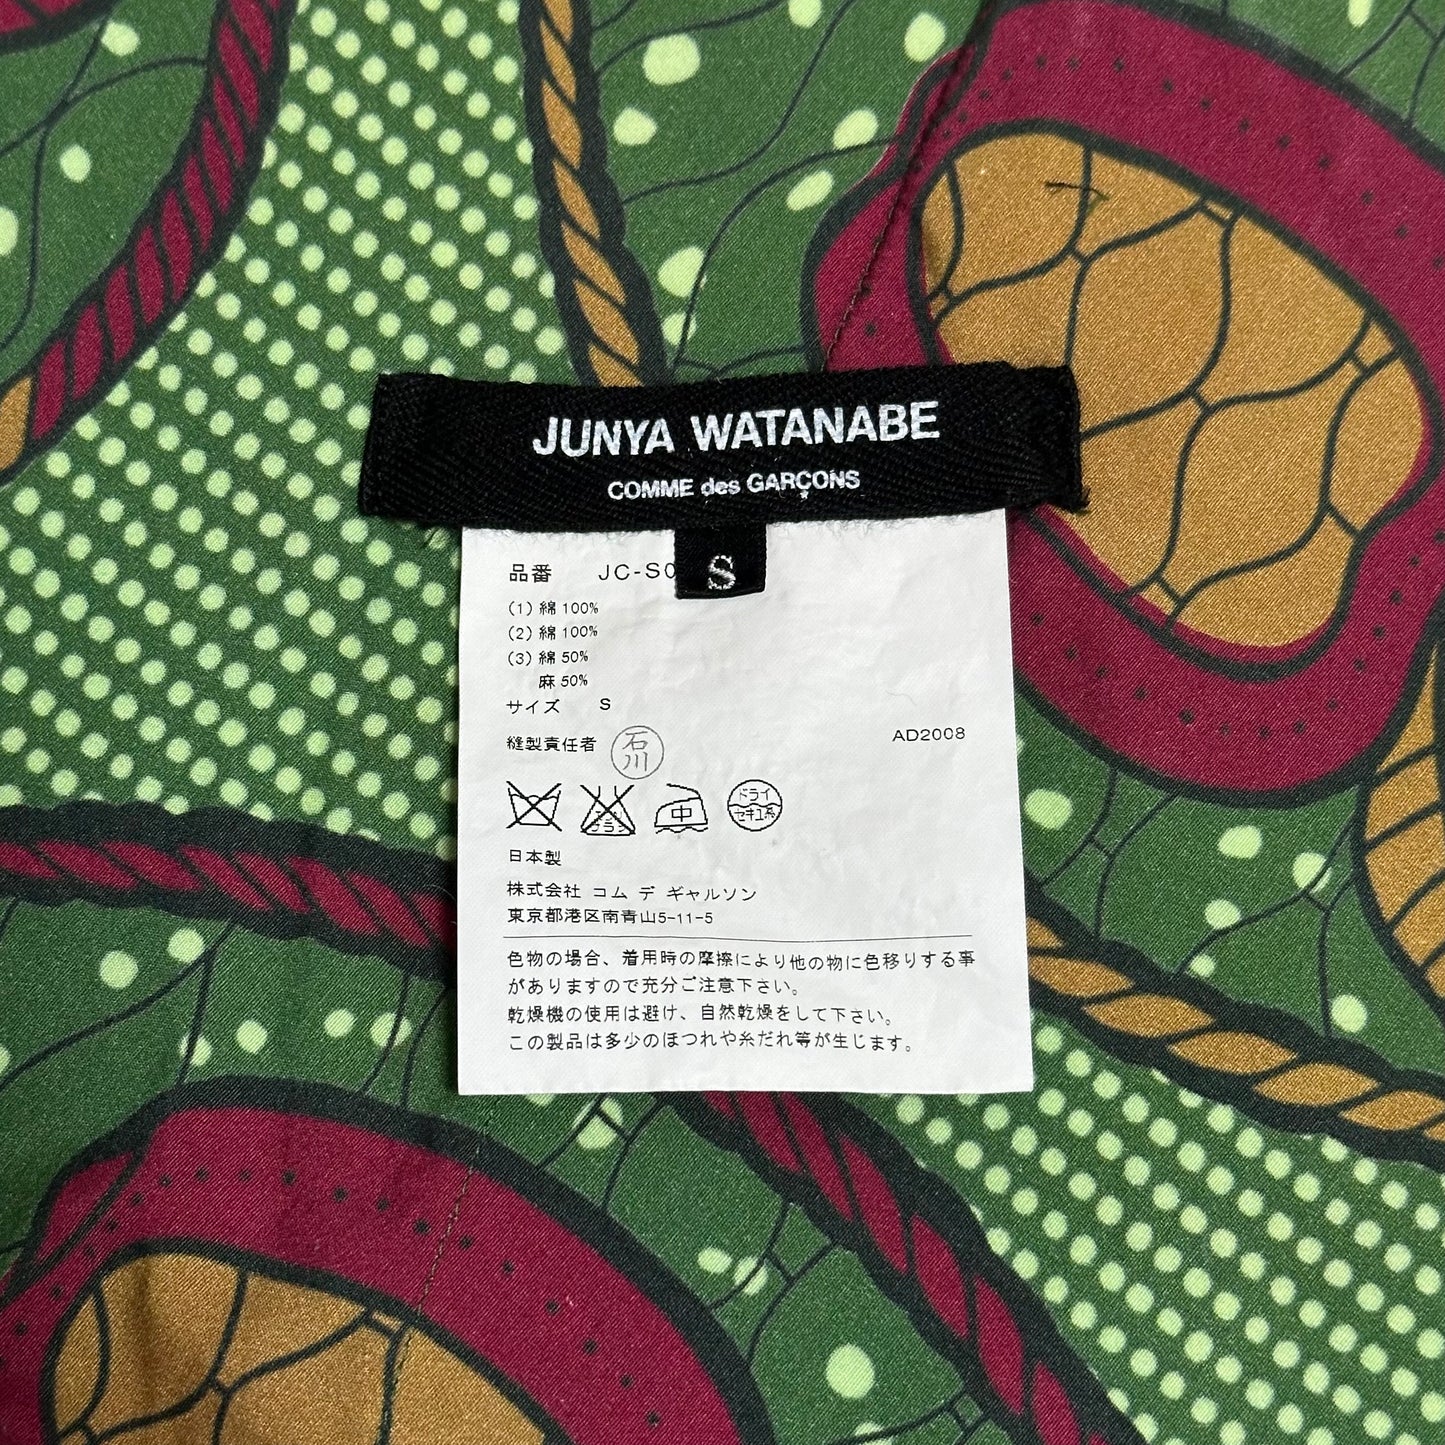 JUNYA WATANABE
COMME des GARÇONS
S
品番 JC-S0
(1) 綿 100%
(2) 綿 100%
(3) 綿 50%
麻 50%
サイズ S
縫製責任者 石川
AD2008
中
ドライ
セキユ系
日本製
株式会社 コム デ ギャルソン
東京都港区南青山5-11-5
色物の場合、着用時の摩擦により他の物に色移りする事
がありますので充分ご注意下さい。
乾燥機の使用は避け、自然乾燥をして下さい。
この製品は多少のほつれや糸だれ等が生じます。